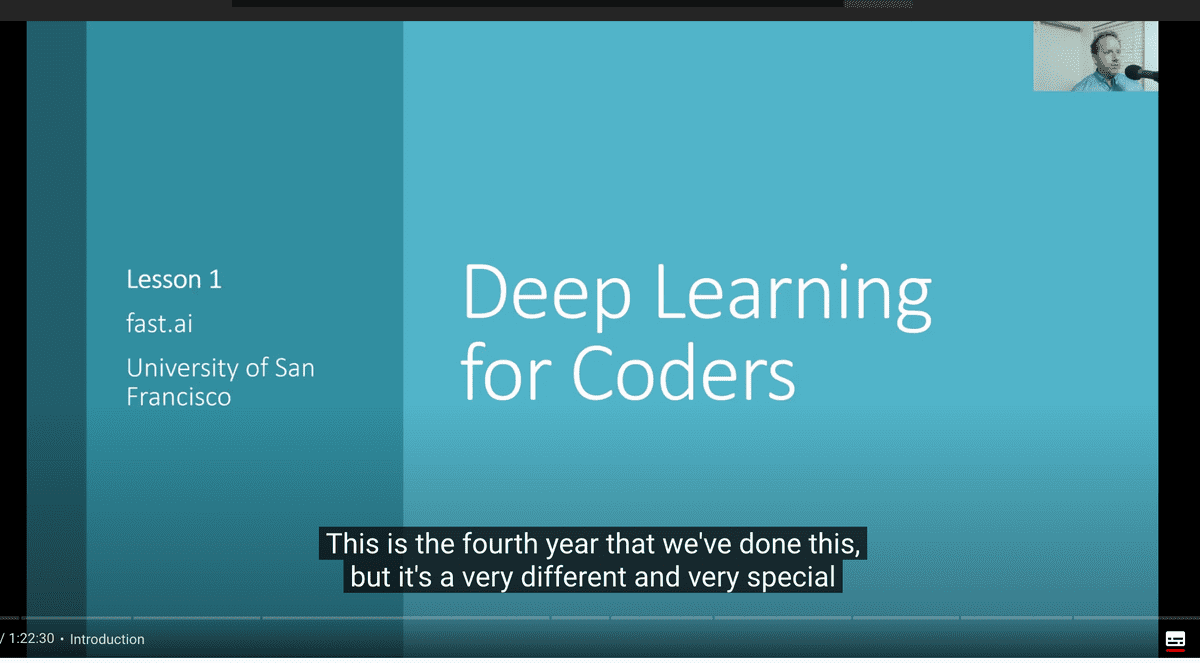 Lesson 1
fast.ai
University of San
Francisco
Deep Learning
for Coders
This is the fourth year that we've done this,
but it's a very different and very special
/ 1:22:30 • Introduction